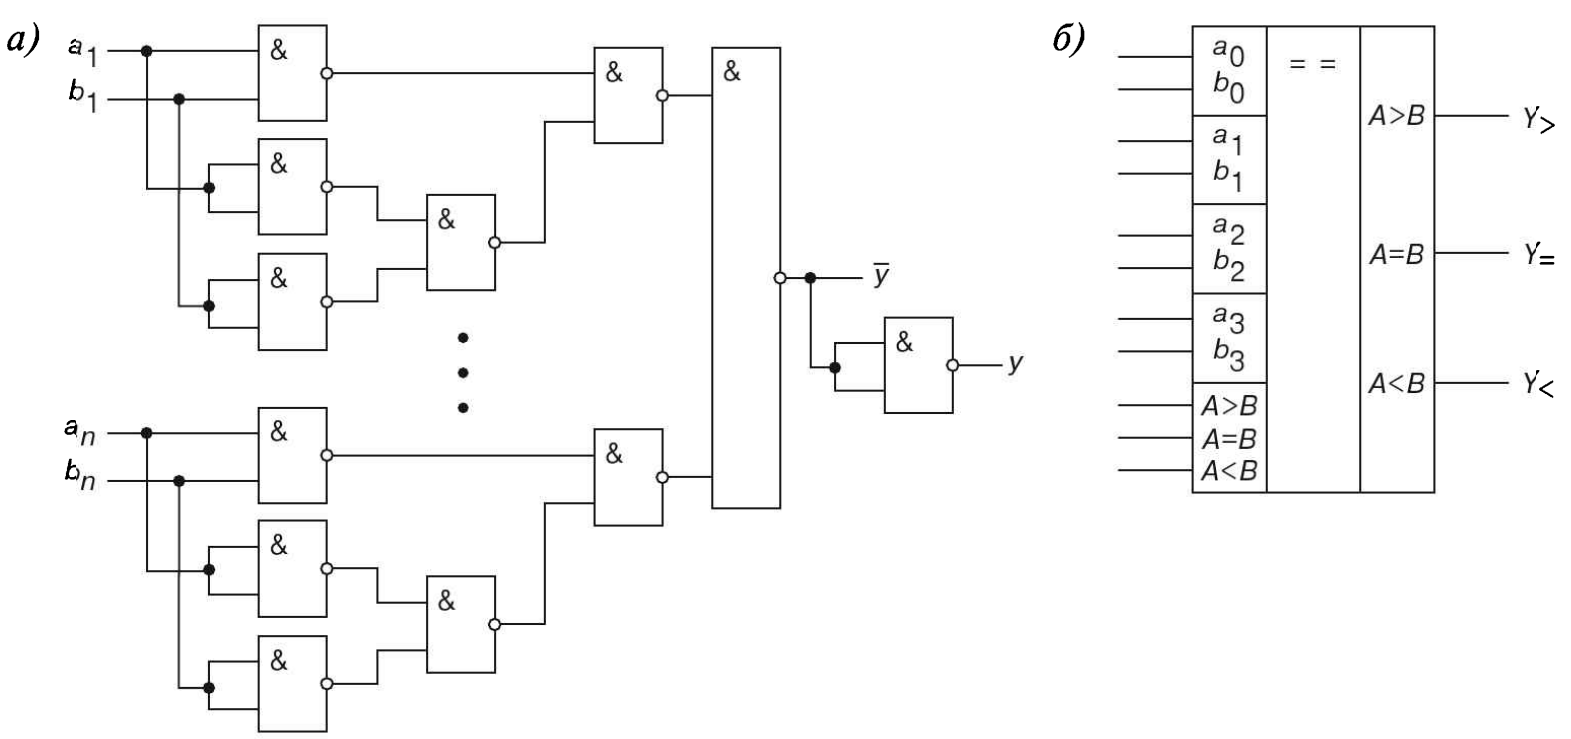 а)
a1
b1
&
&
&
&
&
&
an
bn
&
&
&
&
&
y̅
&
y
б)
a0
b0
a1
b1
a2
b2
a3
b3
A>B
A=B
A<B
= =
A>B
A=B
A<B
Y>
Y=
Y<